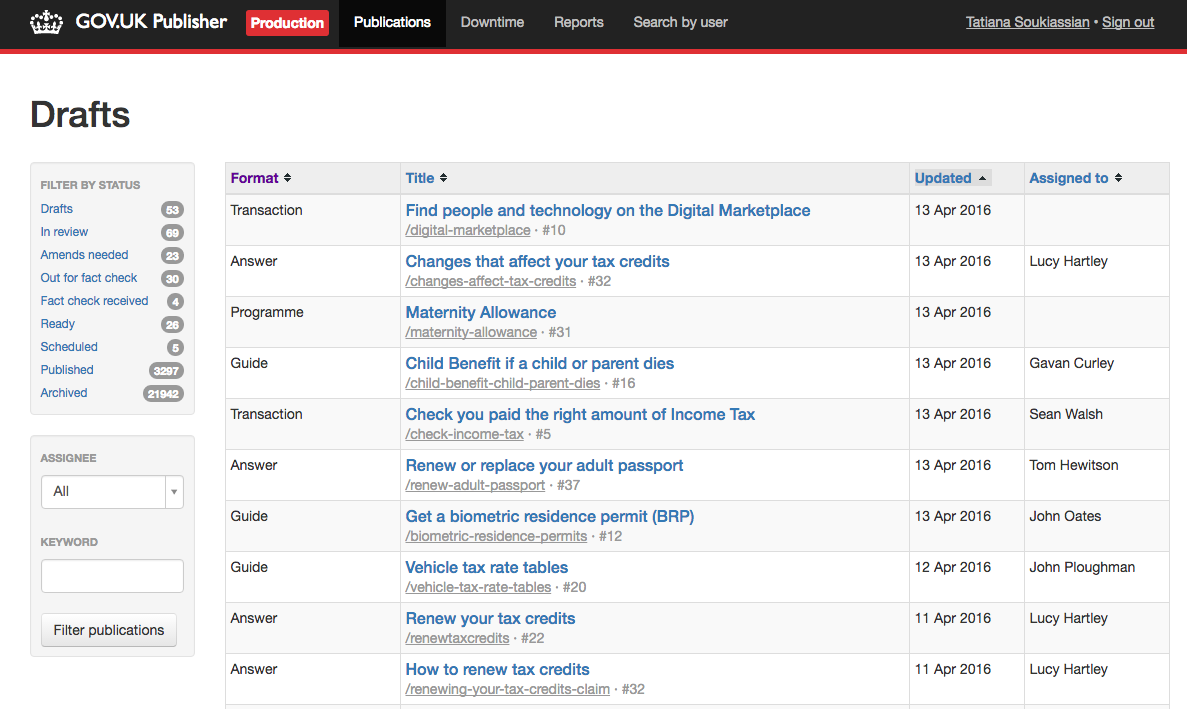 GOV.UK Publisher Production Publications Downtime Reports Search by user Tatiana Soukiassian • Sign out
Drafts
FILTER BY STATUS
Drafts 53
In review 69
Amends needed 23
Out for fact check 30
Fact check received 4
Ready 26
Scheduled 5
Published 3297
Archived 21942
ASSIGNEE
All
KEYWORD
Filter publications
Format Title Updated Assigned to
Transaction Find people and technology on the Digital Marketplace 13 Apr 2016
/digital-marketplace · #10
Answer Changes that affect your tax credits 13 Apr 2016 Lucy Hartley
/changes-affect-tax-credits · #32
Programme Maternity Allowance 13 Apr 2016
/maternity-allowance · #31
Guide Child Benefit if a child or parent dies 13 Apr 2016 Gavan Curley
/child-benefit-child-parent-dies · #16
Transaction Check you paid the right amount of Income Tax 13 Apr 2016 Sean Walsh
/check-income-tax · #5
Answer Renew or replace your adult passport 13 Apr 2016 Tom Hewitson
/renew-adult-passport · #37
Guide Get a biometric residence permit (BRP) 13 Apr 2016 John Oates
/biometric-residence-permits · #12
Guide Vehicle tax rate tables 12 Apr 2016 John Ploughman
/vehicle-tax-rate-tables · #20
Answer Renew your tax credits 11 Apr 2016 Lucy Hartley
/renewtaxcredits · #22
Answer How to renew tax credits 11 Apr 2016 Lucy Hartley
/renewing-your-tax-credits-claim · #32